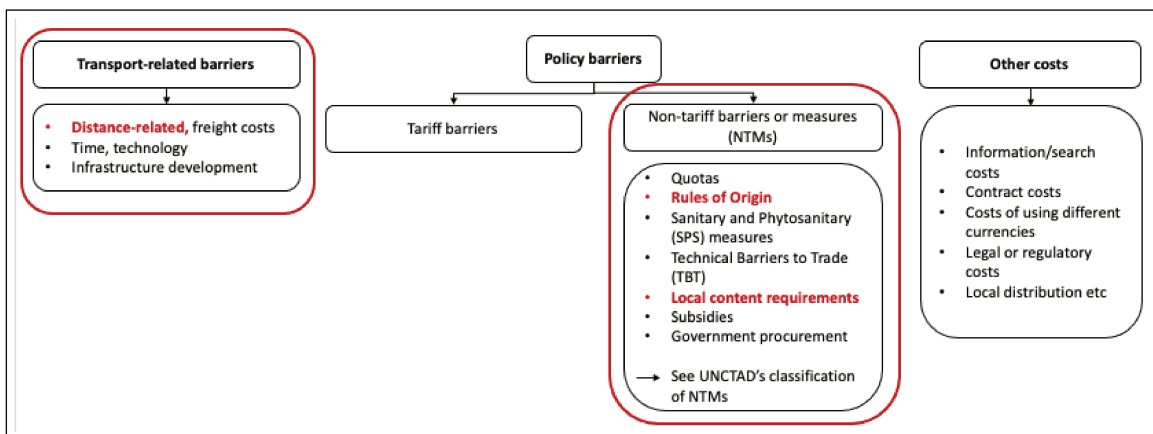 Transport-related barriers
• Distance-related, freight costs
• Time, technology
• Infrastructure development
Policy barriers
Tariff barriers
Non-tariff barriers or measures
(NTMs)
• Quotas
• Rules of Origin
• Sanitary and Phytosanitary
(SPS) measures
• Technical Barriers to Trade
(TBT)
• Local content requirements
• Subsidies
• Government procurement
→ See UNCTAD’s classification
of NTMs
Other costs
• Information/search
costs
• Contract costs
• Costs of using different
currencies
• Legal or regulatory
costs
• Local distribution etc